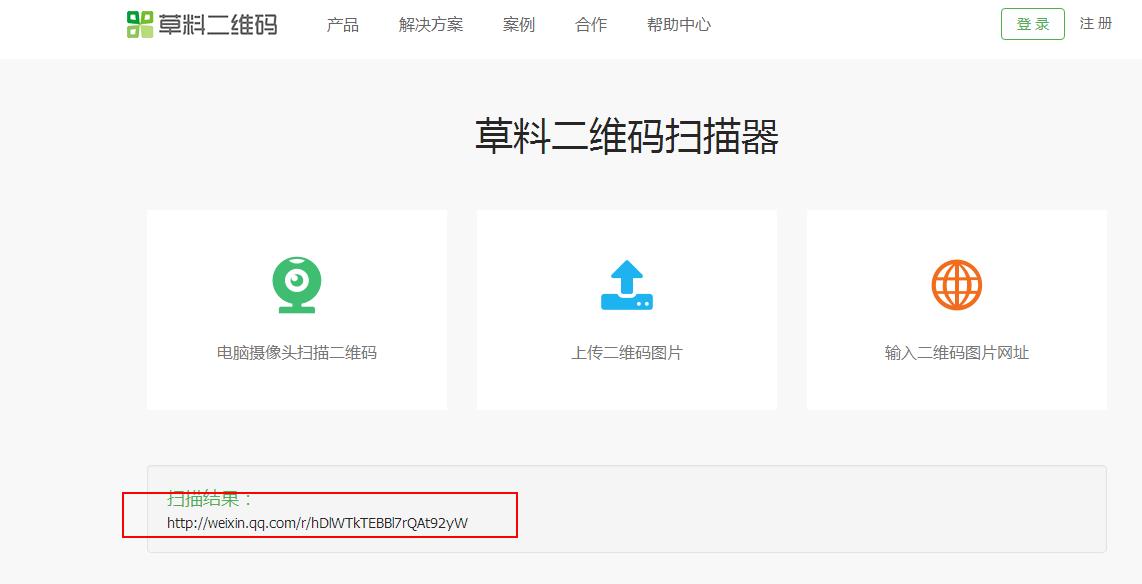 草料二维码 产品 解决方案 案例 合作 帮助中心 登录 注册
草料二维码扫描器
电脑摄像头扫描二维码 上传二维码图片 输入二维码图片网址
扫描结果：
http://weixin.qq.com/r/hDlWTkTEBBl7rQAt92yW